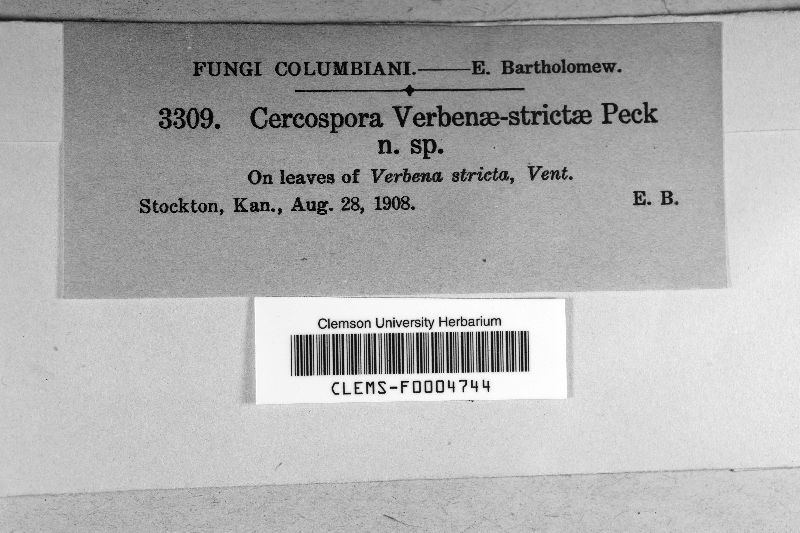 FUNGI COLUMBIANI.——E. Bartholomew.
3309. Cercospora Verbenæ-strictæ Peck
n. sp.
On leaves of Verbena stricta, Vent.
Stockton, Kan., Aug. 28, 1908. E. B.
Clemson University Herbarium
CLEMS-F0004744